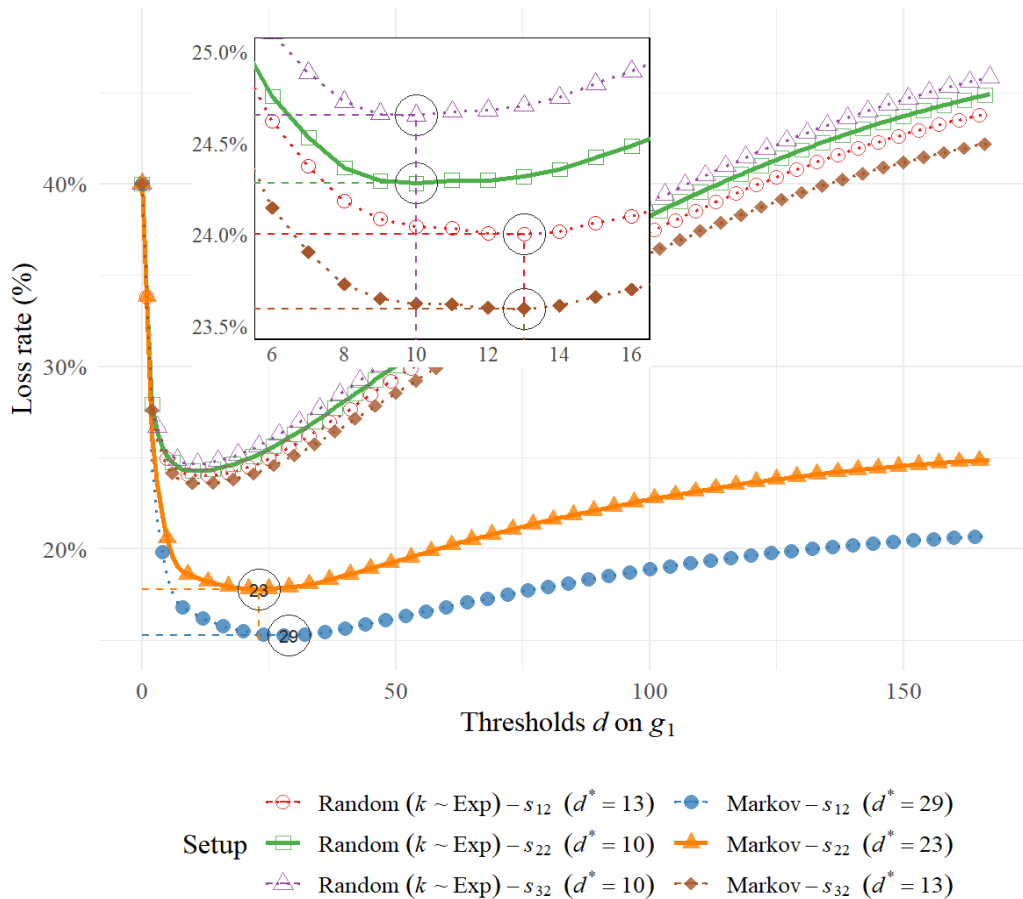 25.0%
24.5%
24.0%
23.5%
6 8 10 12 14 16
40%
30%
20%
Loss rate (%)
23
29
0 50 100 150
Thresholds d on g₁
Setup
Random (k ~ Exp) – s₁₂ (d* = 13)
Random (k ~ Exp) – s₂₂ (d* = 10)
Random (k ~ Exp) – s₃₂ (d* = 10)
Markov – s₁₂ (d* = 29)
Markov – s₂₂ (d* = 23)
Markov – s₃₂ (d* = 13)